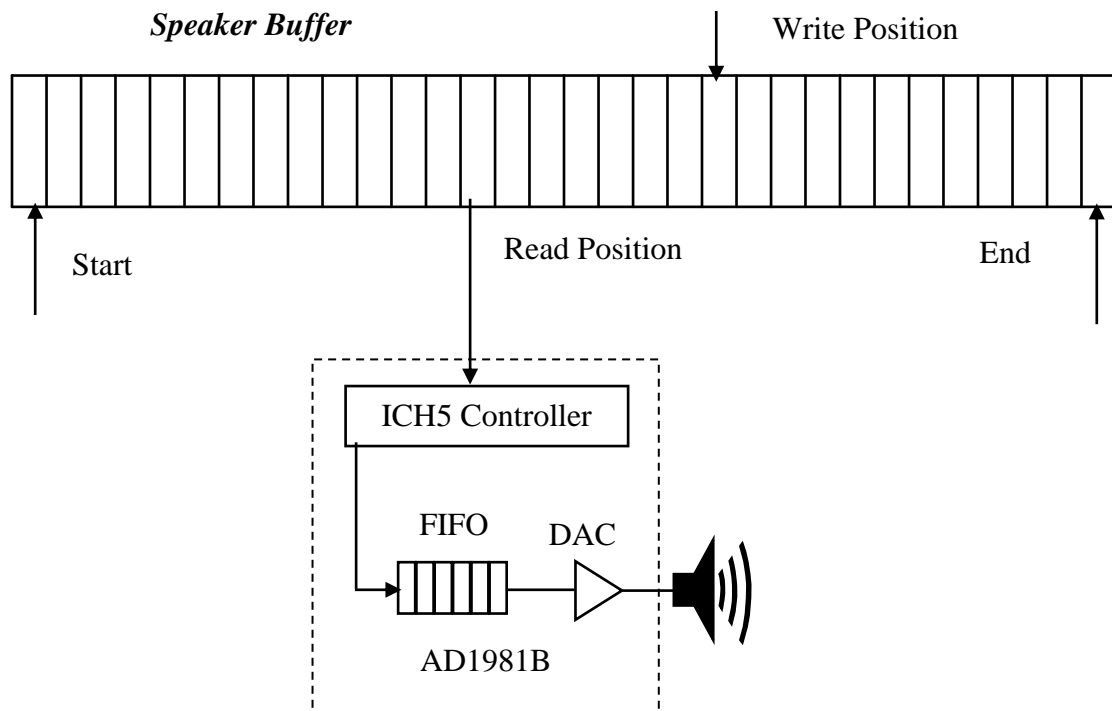 Speaker Buffer
Write Position
Start
Read Position
End
ICH5 Controller
FIFO
DAC
AD1981B